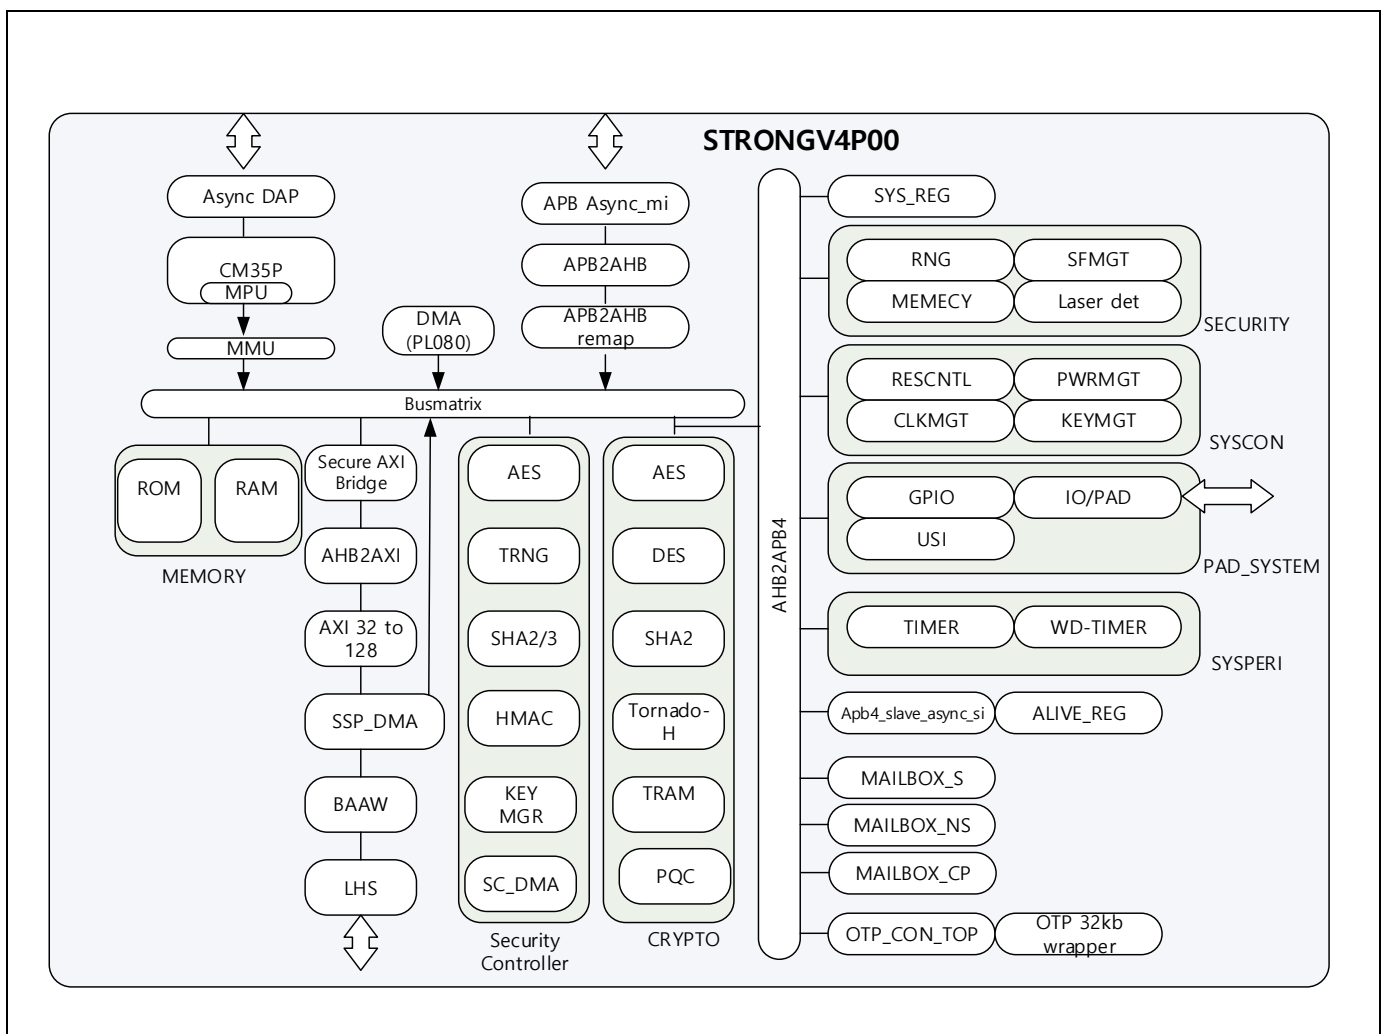 STRONGV4P00
Async DAP
CM35P
MPU
MMU
DMA
(PL080)
APB Async_mi
APB2AHB
APB2AHB
remap
Busmatrix
ROM
RAM
MEMORY
Secure AXI
Bridge
AHB2AXI
AXI 32 to
128
SSP_DMA
BAAW
LHS
AES
TRNG
SHA2/3
HMAC
KEY
MGR
SC_DMA
Security
Controller
AES
DES
SHA2
Tornado-
H
TRAM
PQC
CRYPTO
AHB2APB4
SYS_REG
RNG
SFMGT
MEMECY
Laser det
SECURITY
RESCNTL
PWRMGT
CLKMGT
KEYMGT
SYSCON
GPIO
IO/PAD
USI
PAD_SYSTEM
TIMER
WD-TIMER
SYSPERI
Apb4_slave_async_si
ALIVE_REG
MAILBOX_S
MAILBOX_NS
MAILBOX_CP
OTP_CON_TOP
OTP 32kb
wrapper